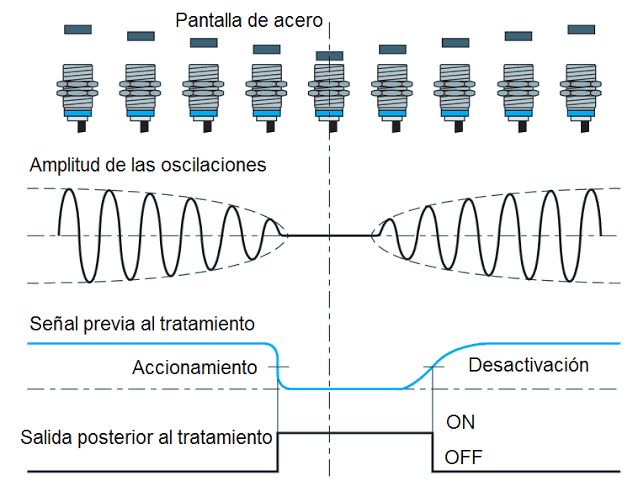 Pantalla de acero
Amplitud de las oscilaciones
Señal previa al tratamiento
Accionamiento
Desactivación
ON
Salida posterior al tratamiento
OFF